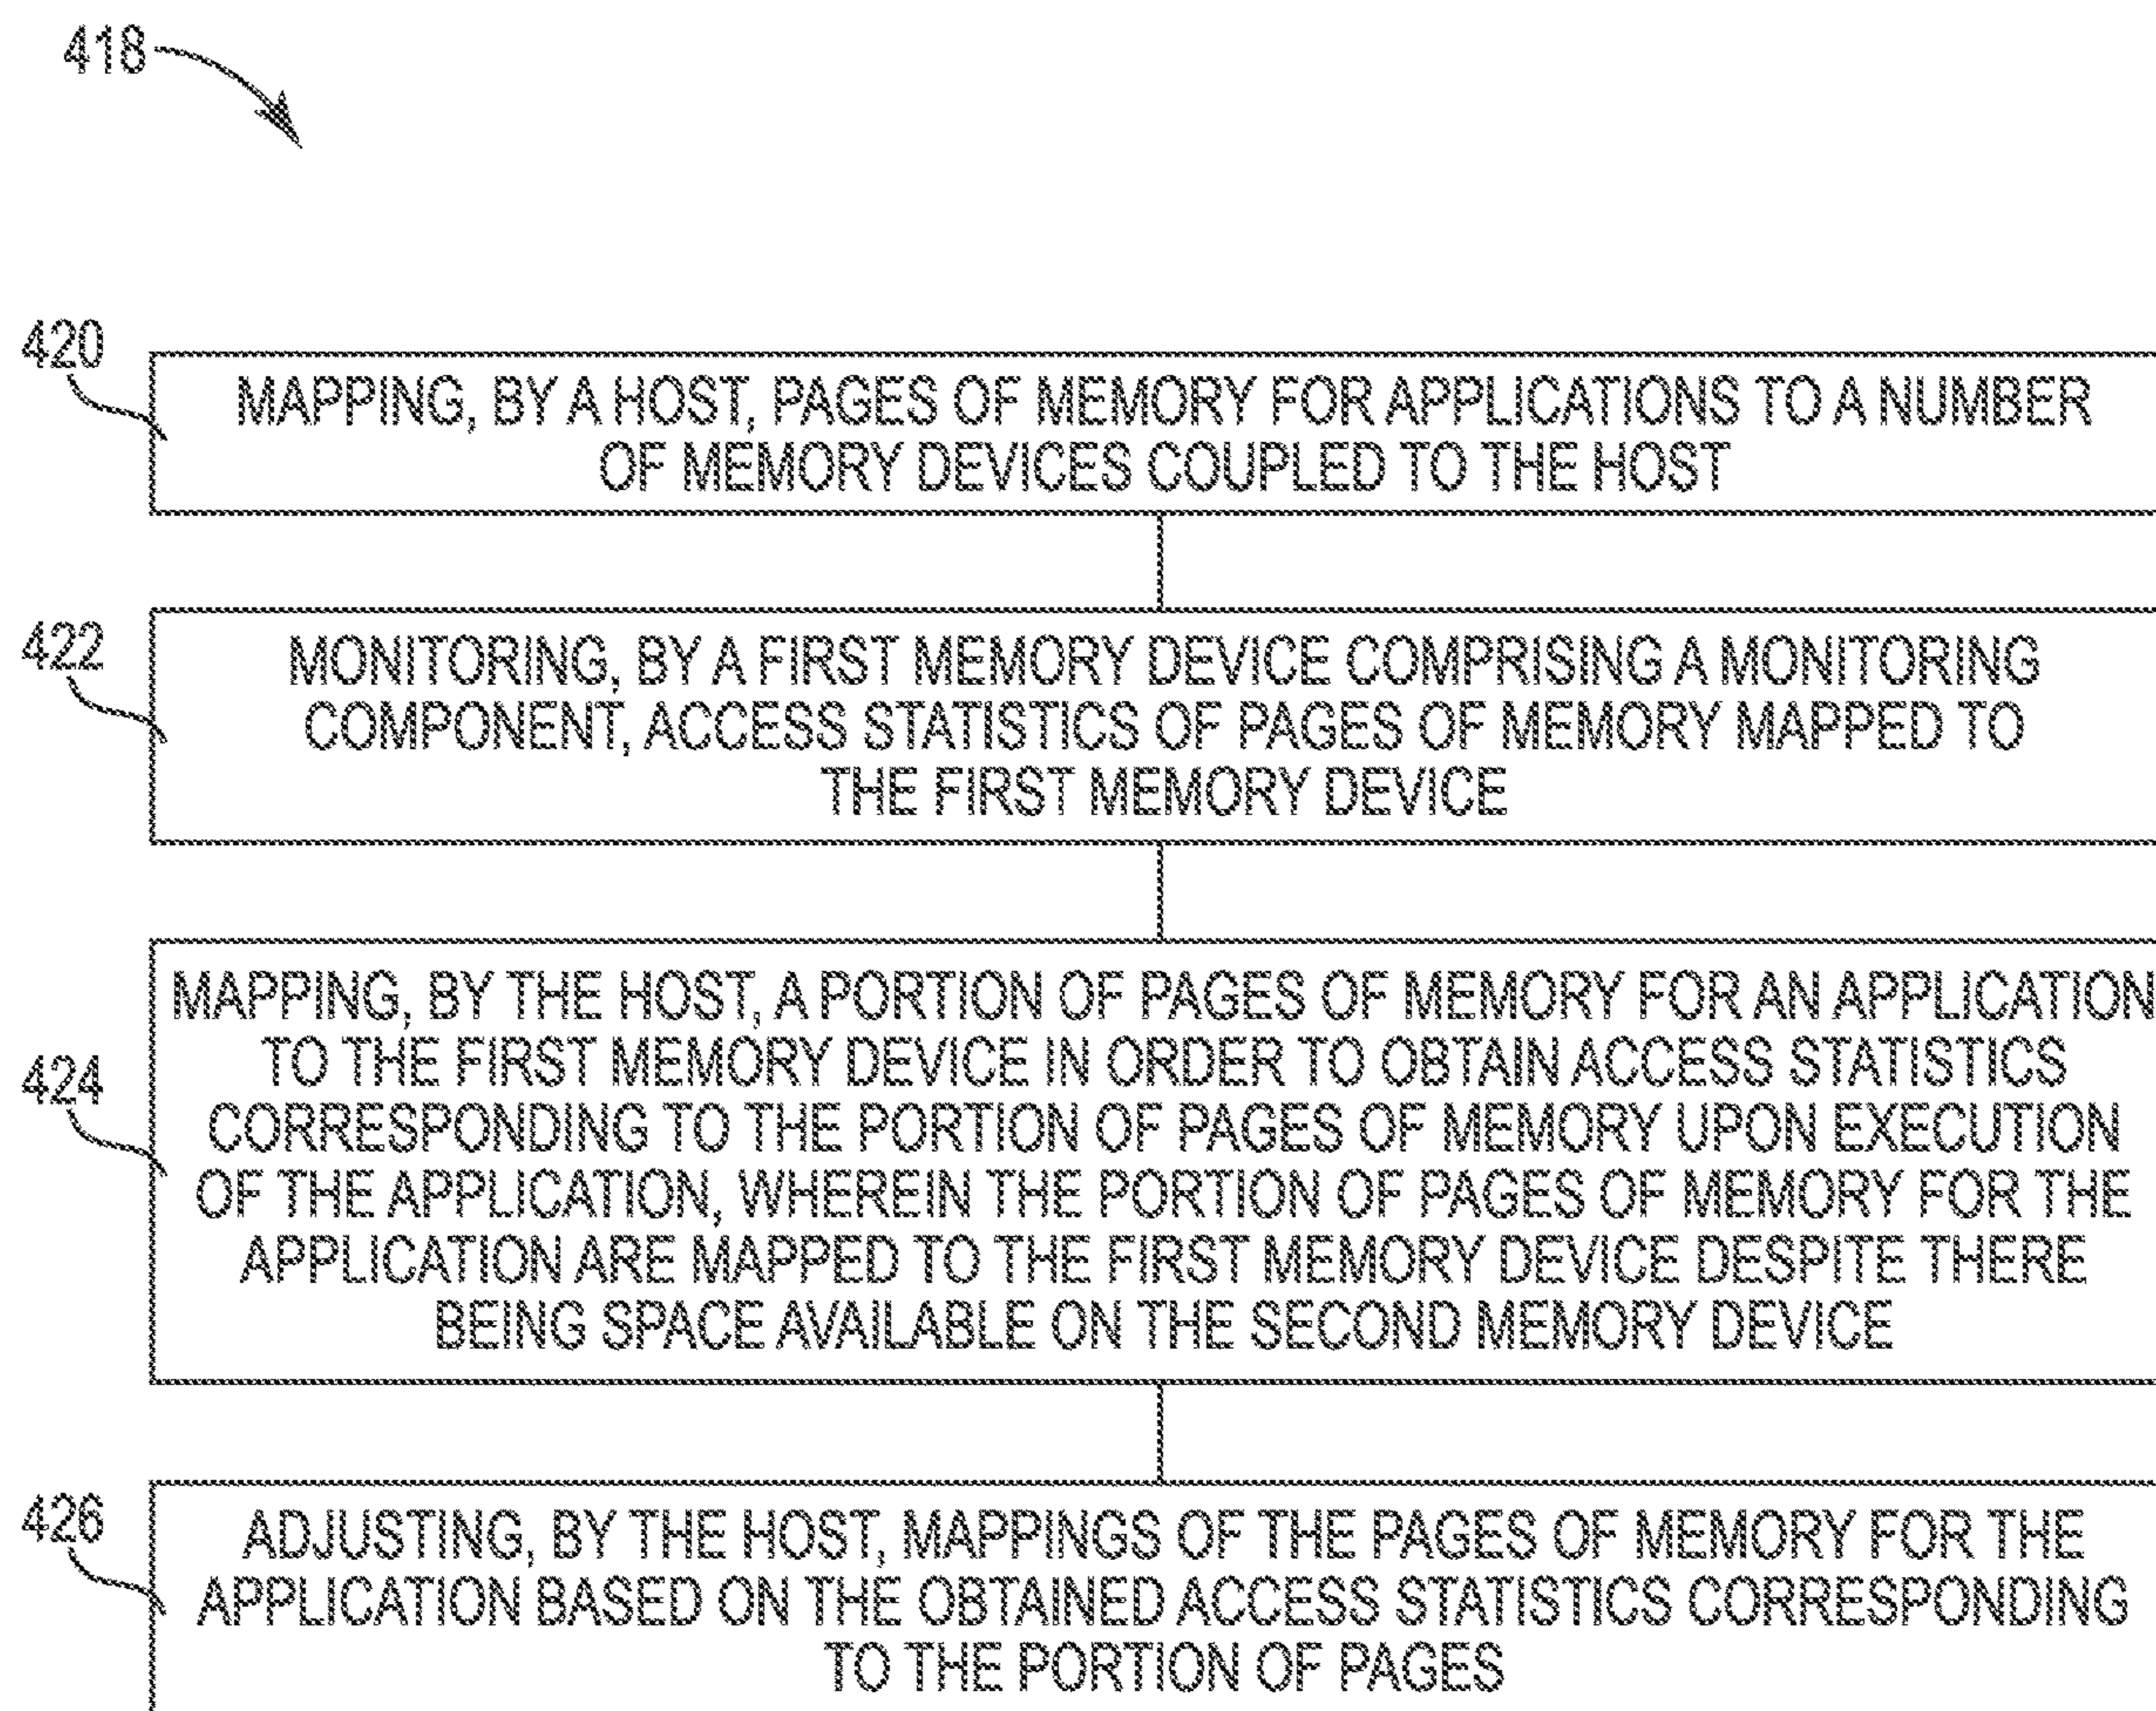 418
420
MAPPING, BY A HOST, PAGES OF MEMORY FOR APPLICATIONS TO A NUMBER
OF MEMORY DEVICES COUPLED TO THE HOST
422
MONITORING, BY A FIRST MEMORY DEVICE COMPRISING A MONITORING
COMPONENT, ACCESS STATISTICS OF PAGES OF MEMORY MAPPED TO
THE FIRST MEMORY DEVICE
424
MAPPING, BY THE HOST, A PORTION OF PAGES OF MEMORY FOR AN APPLICATION
TO THE FIRST MEMORY DEVICE IN ORDER TO OBTAIN ACCESS STATISTICS
CORRESPONDING TO THE PORTION OF PAGES OF MEMORY UPON EXECUTION
OF THE APPLICATION, WHEREIN THE PORTION OF PAGES OF MEMORY FOR THE
APPLICATION ARE MAPPED TO THE FIRST MEMORY DEVICE DESPITE THERE
BEING SPACE AVAILABLE ON THE SECOND MEMORY DEVICE
426
ADJUSTING, BY THE HOST, MAPPINGS OF THE PAGES OF MEMORY FOR THE
APPLICATION BASED ON THE OBTAINED ACCESS STATISTICS CORRESPONDING
TO THE PORTION OF PAGES